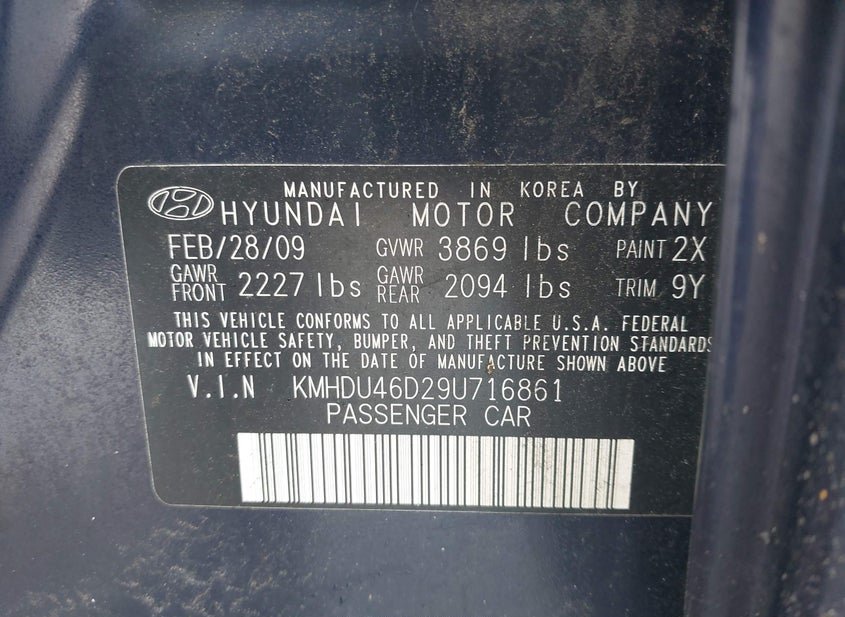 MANUFACTURED IN KOREA BY
HYUNDAI MOTOR COMPANY
FEB/28/09 GVWR 3869 lbs PAINT 2X
GAWR FRONT 2227 lbs GAWR REAR 2094 lbs TRIM 9Y
THIS VEHICLE CONFORMS TO ALL APPLICABLE U.S.A. FEDERAL
MOTOR VEHICLE SAFETY, BUMPER, AND THEFT PREVENTION STANDARDS
IN EFFECT ON THE DATE OF MANUFACTURE SHOWN ABOVE
V.I.N KMHDU46D29U716861
PASSENGER CAR